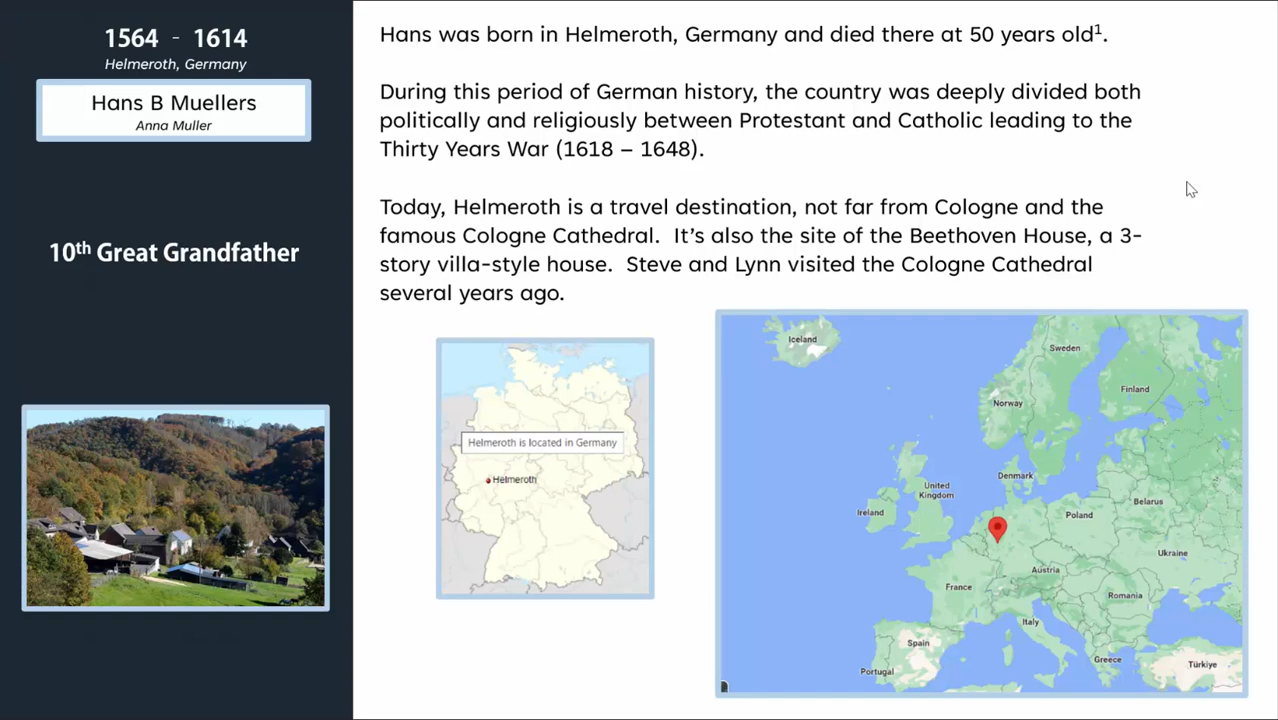 1564 - 1614
Helmeroth, Germany
Hans B Muellers
Anna Muller
10th Great Grandfather
Hans was born in Helmeroth, Germany and died there at 50 years old1.
During this period of German history, the country was deeply divided both
politically and religiously between Protestant and Catholic leading to the
Thirty Years War (1618 – 1648).
Today, Helmeroth is a travel destination, not far from Cologne and the
famous Cologne Cathedral.  It's also the site of the Beethoven House, a 3-
story villa-style house.  Steve and Lynn visited the Cologne Cathedral
several years ago.
Helmeroth is located in Germany
Helmeroth
Iceland
Sweden
Finland
Norway
Denmark
United
Kingdom
Ireland
Belarus
Poland
Ukraine
Austria
France
Romania
Italy
Spain
Portugal
Greece
Türkiye